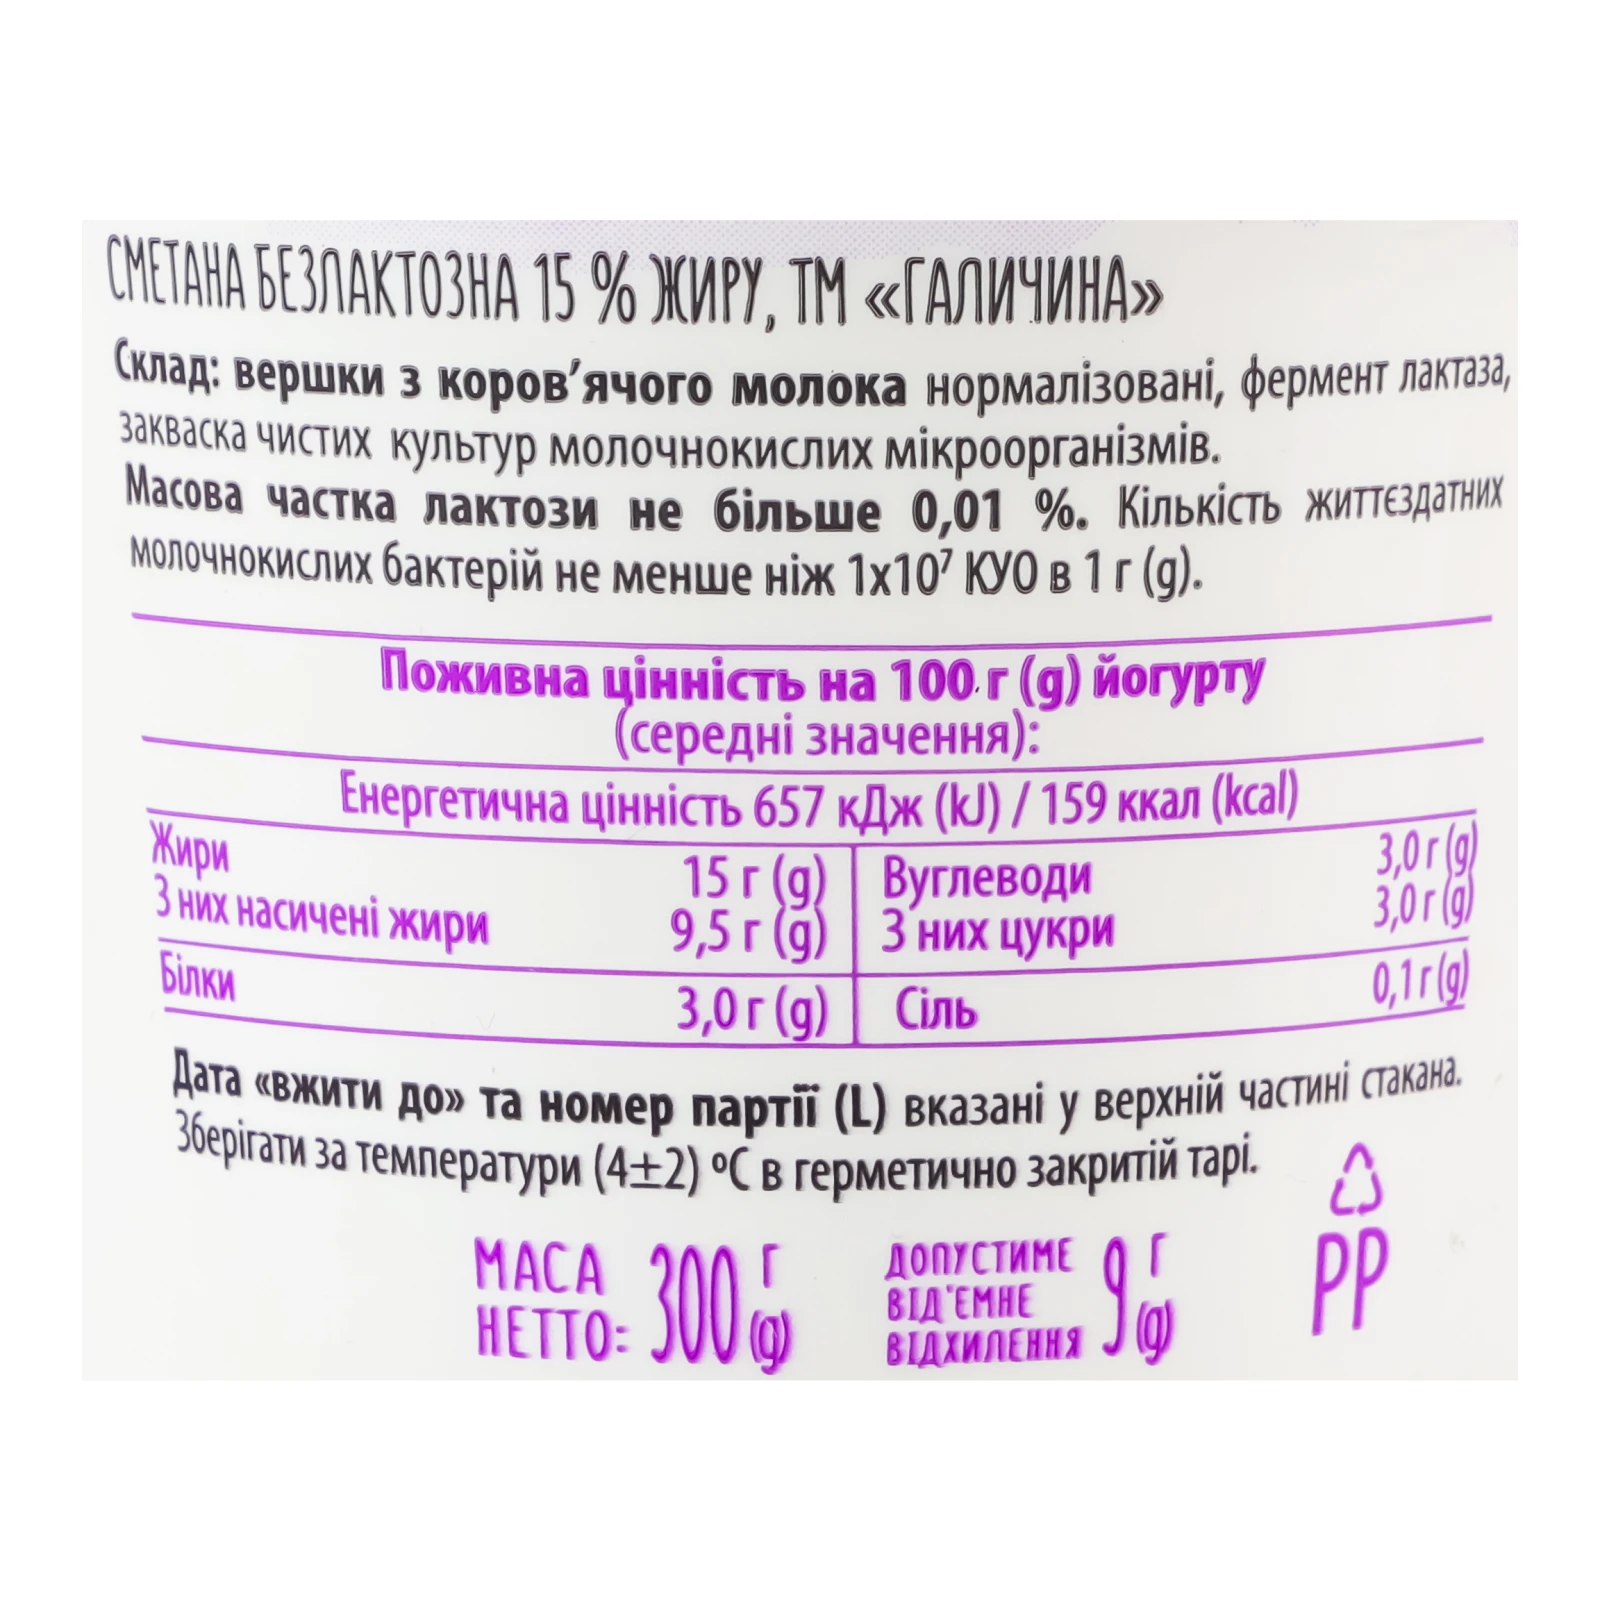 СМЕТАНА БЕЗЛАКТОЗНА 15 % ЖИРУ, ТМ «ГАЛИЧИНА»
Склад: вершки з коров’ячого молока нормалізовані, фермент лактаза,
закваска чистих культур молочнокислих мікроорганізмів.
Масова частка лактози не більше 0,01 %. Кількість життєздатних
молочнокислих бактерій не менше ніж 1х10⁷ КУО в 1 г (g).
Поживна цінність на 100 г (g) йогурту
(середні значення):
Енергетична цінність 657 кДж (kJ) / 159 ккал (kcal)
Жири 15 г (g) Вуглеводи 3,0 г (g)
З них насичені жири 9,5 г (g) З них цукри 3,0 г (g)
Білки 3,0 г (g) Сіль 0,1 г (g)
Дата «вжити до» та номер партії (L) вказані у верхній частині стакана.
Зберігати за температури (4±2) ºС в герметично закритій тарі.
МАСА НЕТТО: 300 г (g)
ДОПУСТИМЕ ВІД'ЄМНЕ ВІДХИЛЕННЯ 9 г (g)
PP